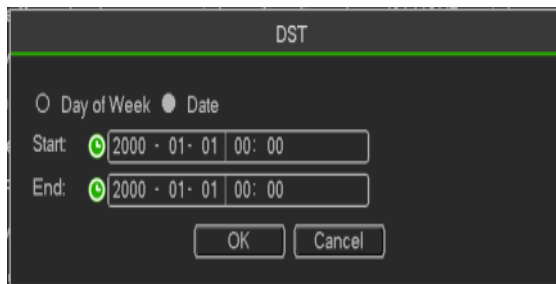 DST
Day of Week Date
Start: 2000 - 01- 01 00: 00
End: 2000 - 01- 01 00: 00
OK Cancel